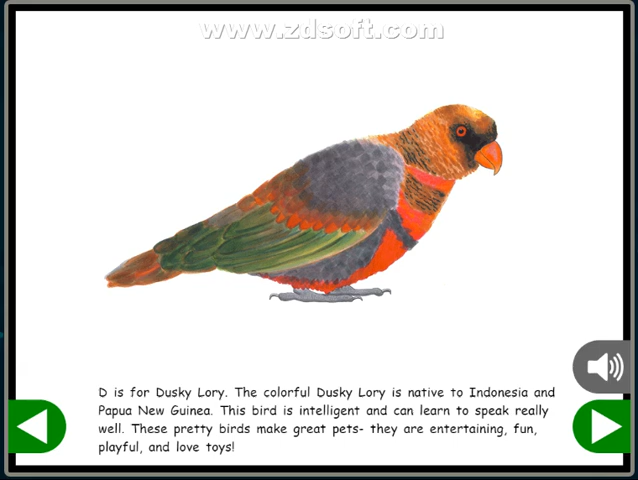 www.zdsoft.com
D is for Dusky Lory. The colorful Dusky Lory is native to Indonesia and
Papua New Guinea. This bird is intelligent and can learn to speak really
well. These pretty birds make great pets- they are entertaining, fun,
playful, and love toys!